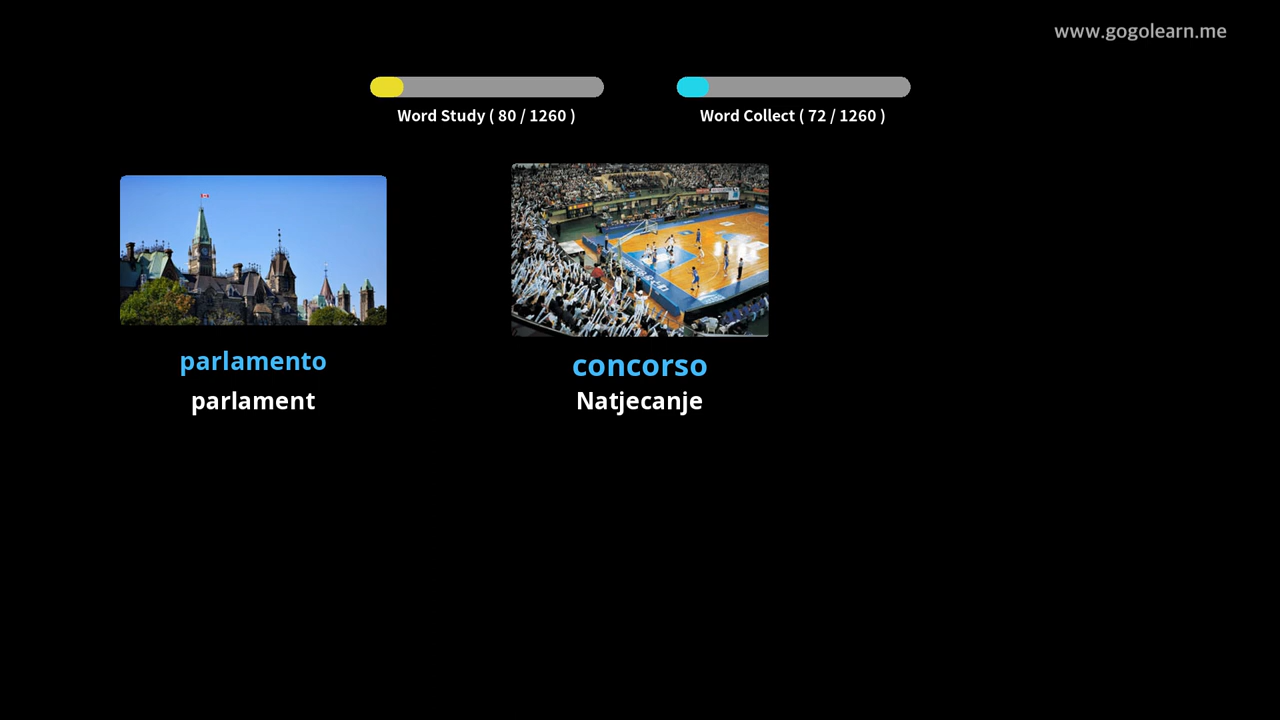 www.gogolearn.me
Word Study ( 80 / 1260 )
Word Collect ( 72 / 1260 )
parlamento
parlament
concorso
Natjecanje